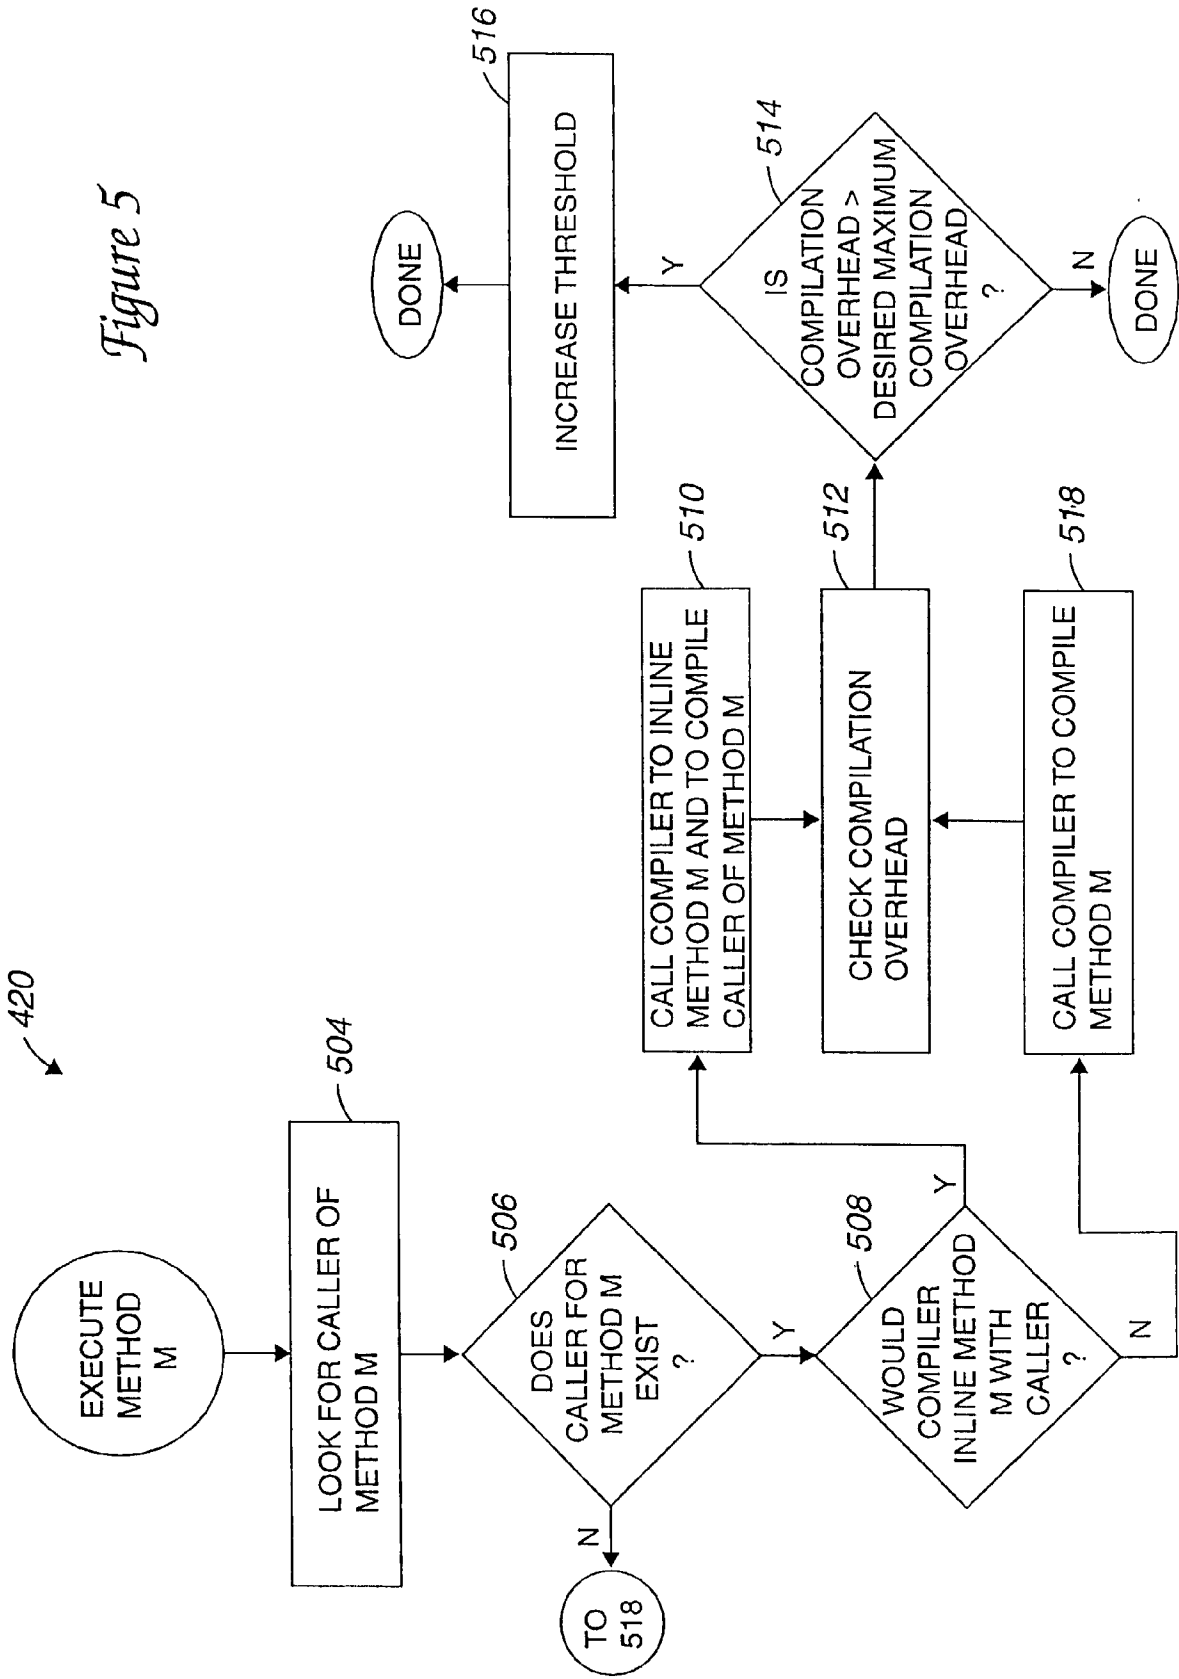 Figure 5
420
EXECUTE
METHOD
M
504
LOOK FOR CALLER OF
METHOD M
506
DOES
CALLER FOR
METHOD M
EXIST
?
N
TO
518
Y
508
WOULD
COMPILER
INLINE METHOD
M WITH
CALLER
?
Y
N
510
CALL COMPILER TO INLINE
METHOD M AND TO COMPILE
CALLER OF METHOD M
512
CHECK COMPILATION
OVERHEAD
518
CALL COMPILER TO COMPILE
METHOD M
514
IS
COMPILATION
OVERHEAD >
DESIRED MAXIMUM
COMPILATION
OVERHEAD
?
Y
516
INCREASE THRESHOLD
DONE
N
DONE